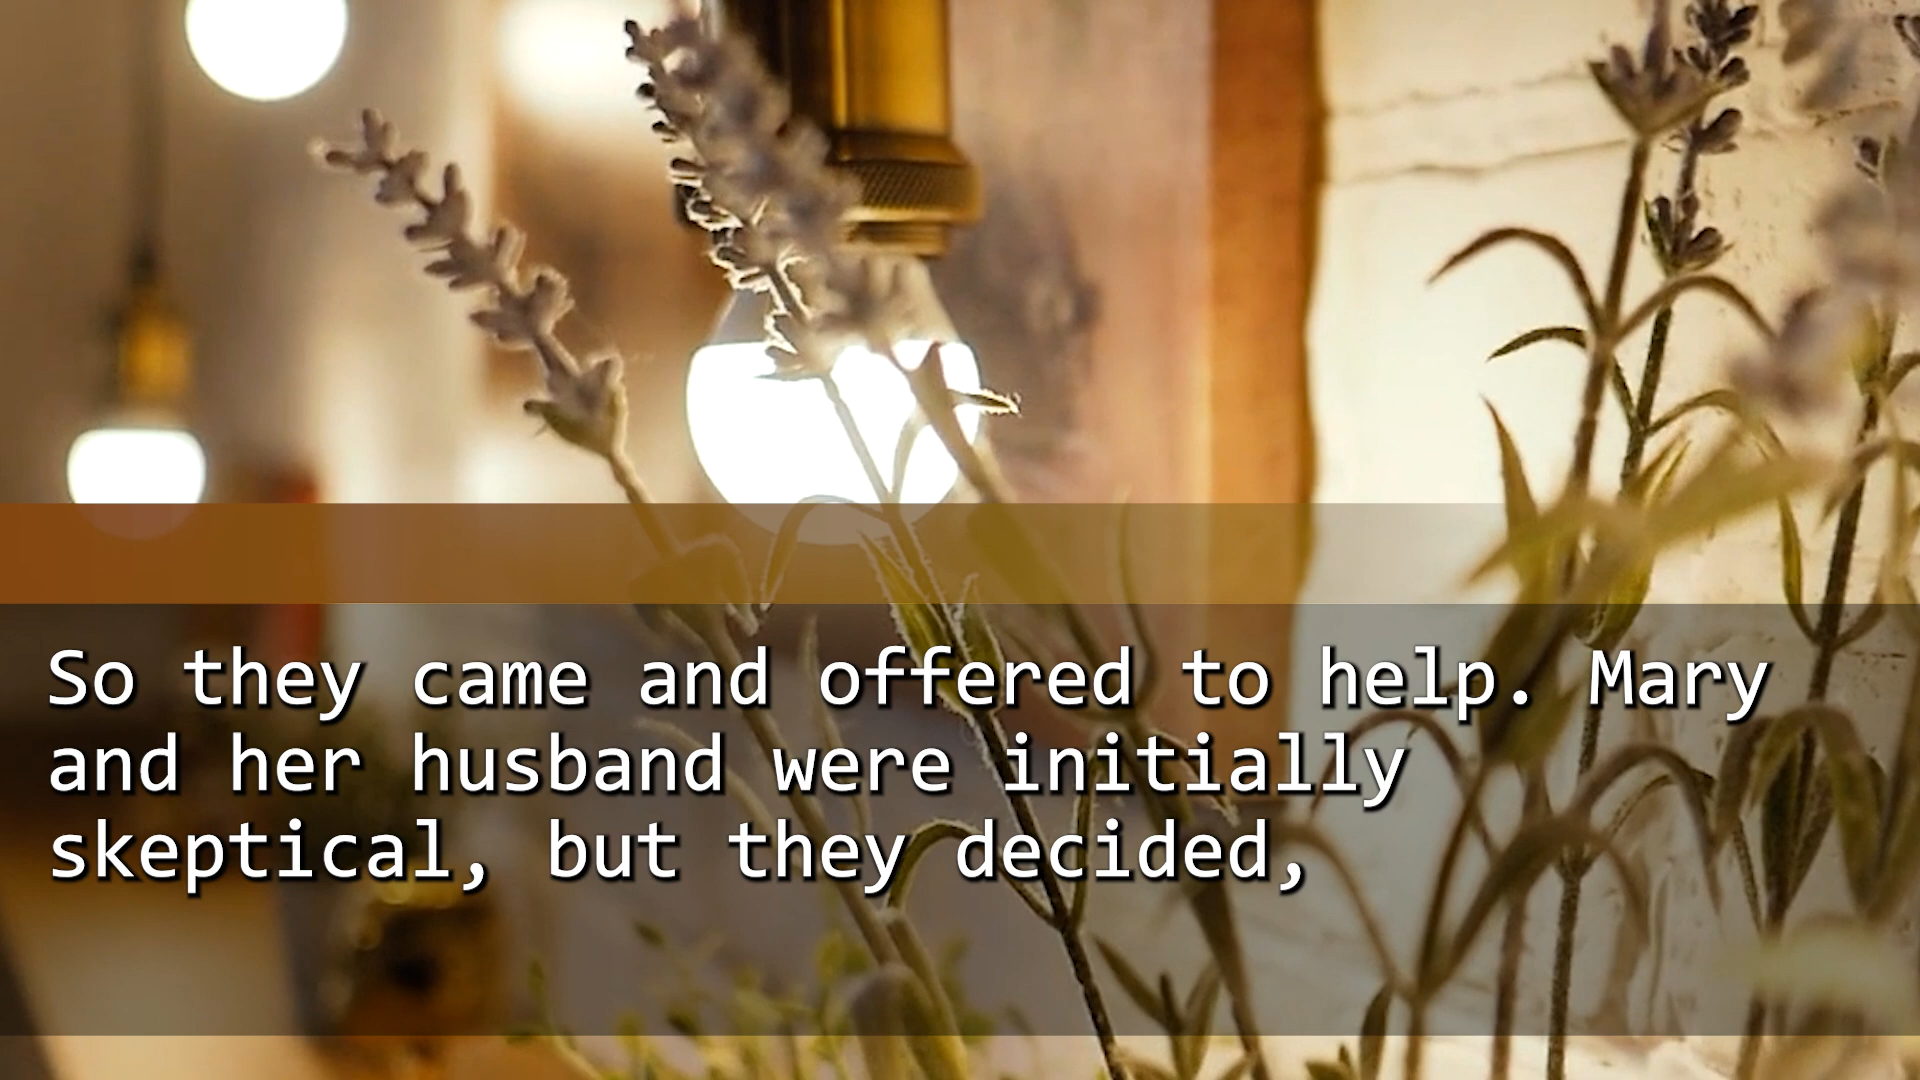 So they came and offered to help. Mary
and her husband were initially
skeptical, but they decided,